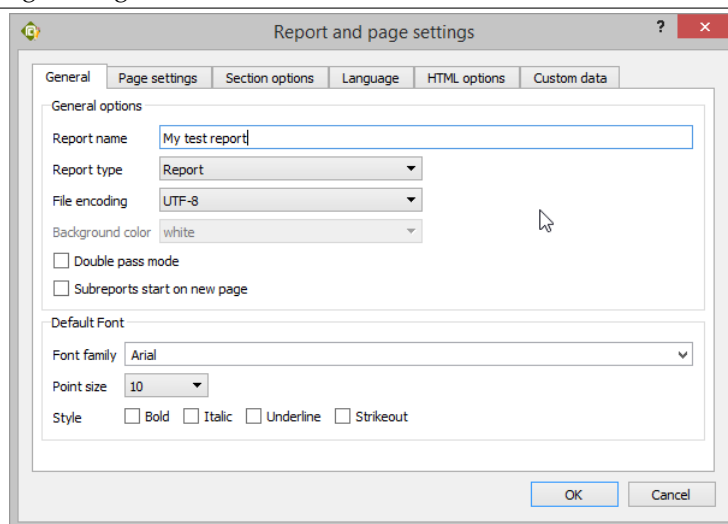 Report and page settings ?
General Page settings Section options Language HTML options Custom data
General options
Report name My test report
Report type Report
File encoding UTF-8
Background color white
Double pass mode
Subreports start on new page
Default Font
Font family Arial
Point size 10
Style Bold Italic Underline Strikeout
OK Cancel